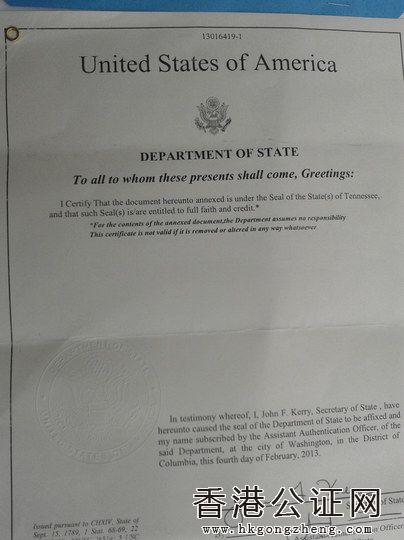 13016419-1
United States of America
DEPARTMENT OF STATE
To all to whom these presents shall come, Greetings:
I Certify That the document hereunto annexed is under the Seal of the State(s) of Tennessee,
and that such Seal(s) is/are entitled to full faith and credit.*
*For the contents of the annexed document,the Department assumes no responsibility
This certificate is not valid if it is removed or altered in any way whatsoever
In testimony whereof, I, John F. Kerry, Secretary of State , have
hereunto caused the seal of the Department of State to be affixed and
my name subscribed by the Assistant Authentication Officer, of the
said Department, at the city of Washington, in the District of
Columbia, this fourth day of February, 2013.
Issued pursuant to CHXIV, State of
Sept. 15, 1789, 1 Stat. 68-69, 22
of State
香港公证网
www.hkgongzheng.com